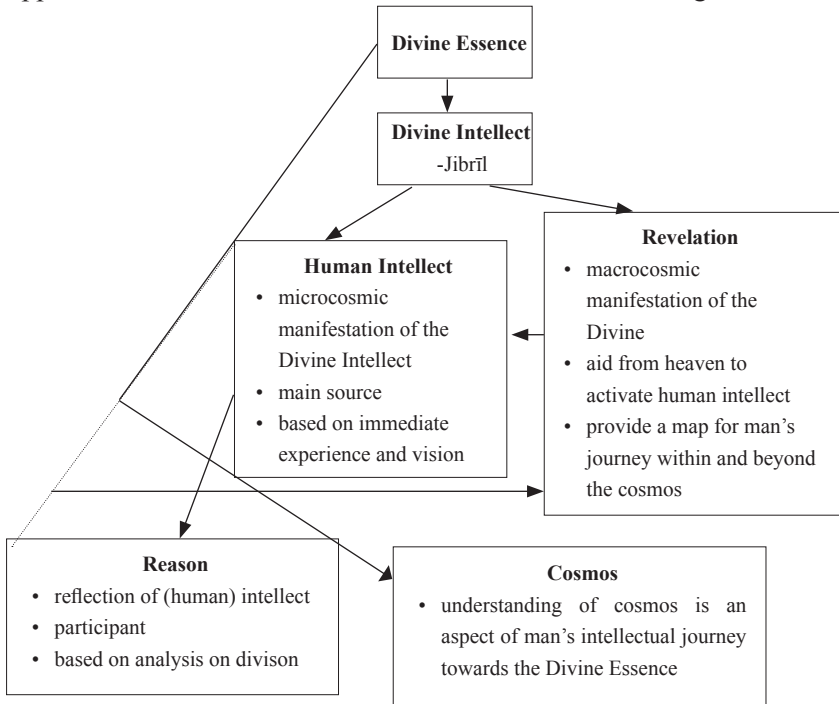 Divine Essence
Divine Intellect
-Jibrīl
Human Intellect
• microcosmic
manifestation of the
Divine Intellect
• main source
• based on immediate
experience and vision
Revelation
• macrocosmic
manifestation of the
Divine
• aid from heaven to
activate human intellect
• provide a map for man’s
journey within and beyond
the cosmos
Reason
• reflection of (human) intellect
• participant
• based on analysis on divison
Cosmos
• understanding of cosmos is an
aspect of man’s intellectual journey
towards the Divine Essence